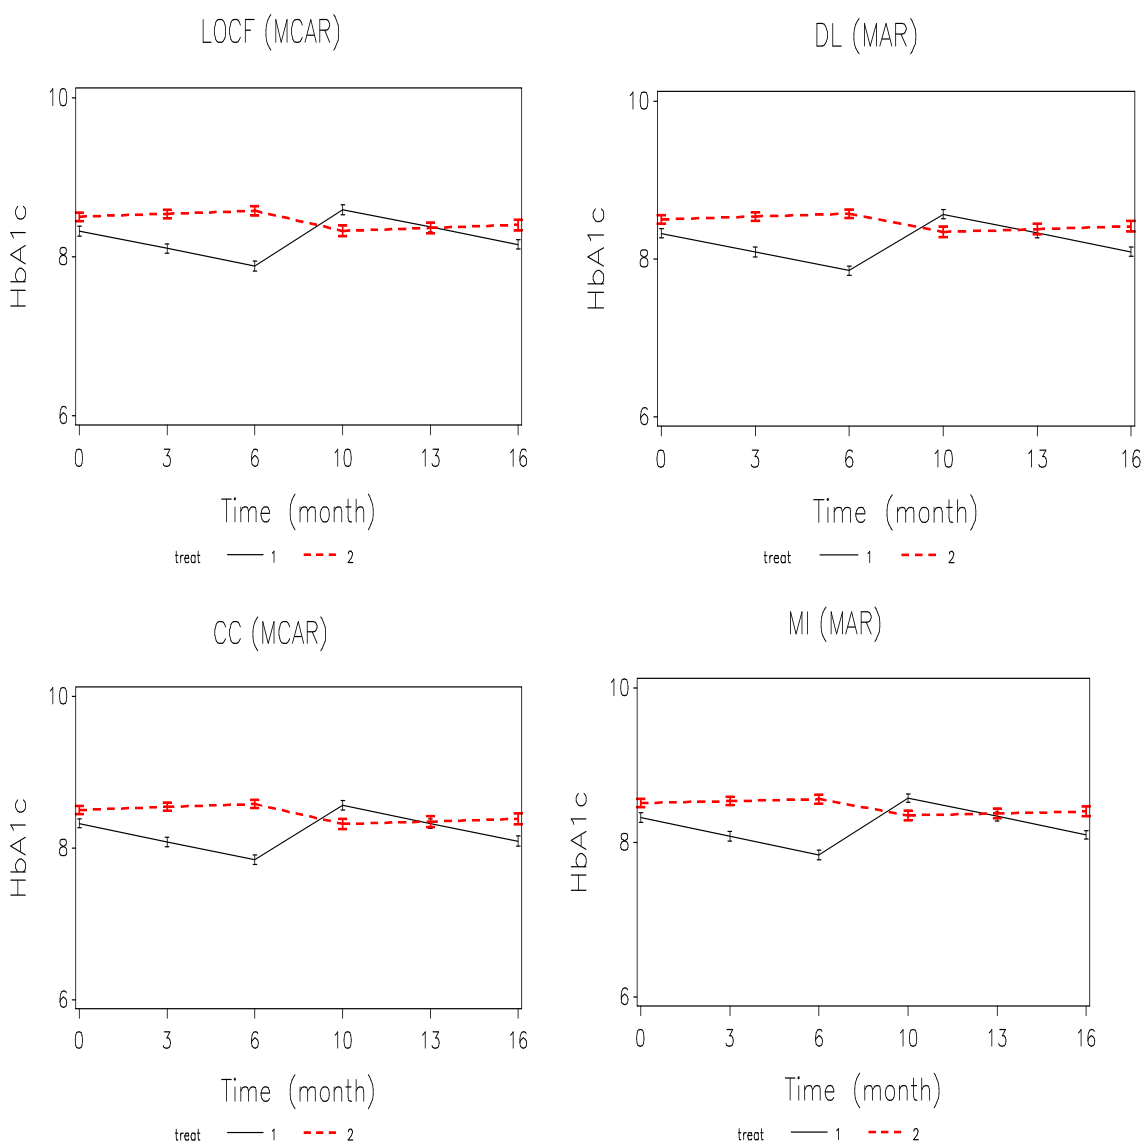 LOCF (MCAR)
10
8
6
HbA1c
0 3 6 10 13 16
Time (month)
treat 1 2
DL (MAR)
10
8
6
HbA1c
0 3 6 10 13 16
Time (month)
treat 1 2
CC (MCAR)
10
8
6
HbA1c
0 3 6 10 13 16
Time (month)
treat 1 2
MI (MAR)
10
8
6
HbA1c
0 3 6 10 13 16
Time (month)
treat 1 2